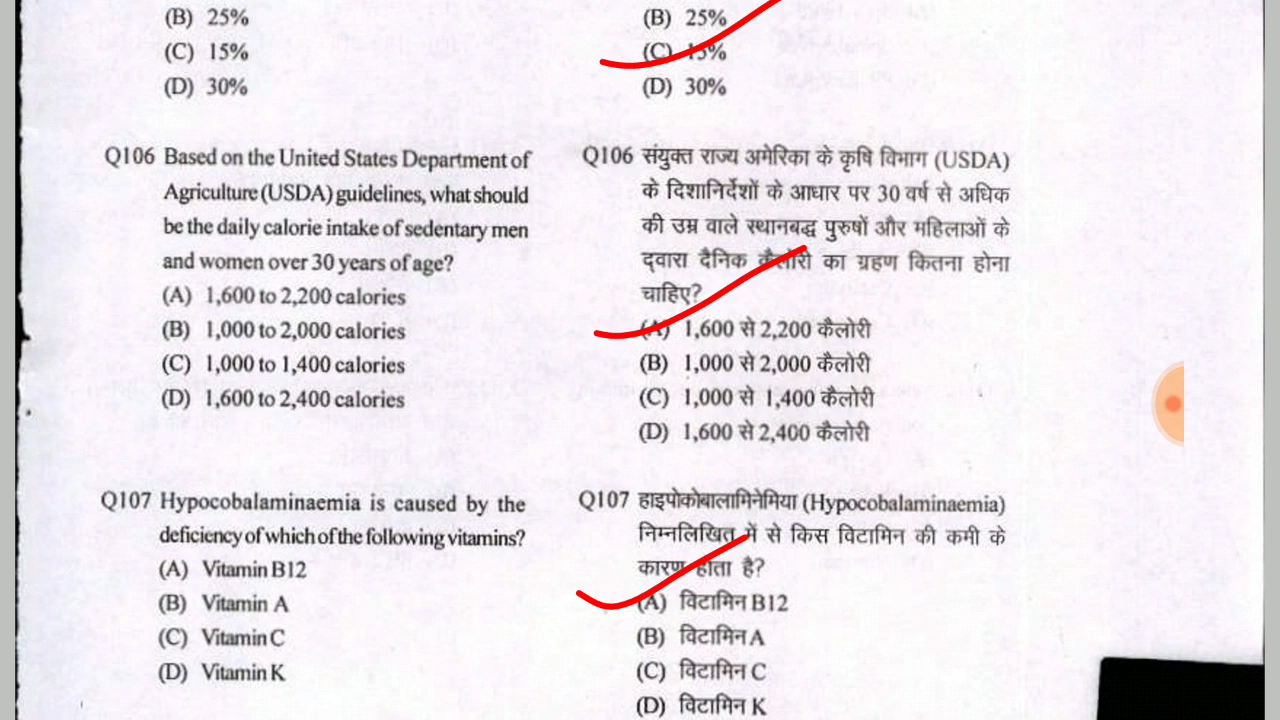 (B) 25%
(C) 15%
(D) 30%
Q106 Based on the United States Department of
Agriculture (USDA) guidelines, what should
be the daily calorie intake of sedentary men
and women over 30 years of age?
(A) 1,600 to 2,200 calories
(B) 1,000 to 2,000 calories
(C) 1,000 to 1,400 calories
(D) 1,600 to 2,400 calories
Q107 Hypocobalaminaemia is caused by the
deficiency of which of the following vitamins?
(A) Vitamin B12
(B) Vitamin A
(C) Vitamin C
(D) Vitamin K
(B) 25%
(C) 15%
(D) 30%
Q106 संयुक्त राज्य अमेरिका के कृषि विभाग (USDA)
के दिशानिर्देशों के आधार पर 30 वर्ष से अधिक
की उम्र वाले स्थानबद्ध पुरुषों और महिलाओं के
द्वारा दैनिक कैलोरी का ग्रहण कितना होना
चाहिए?
(A) 1,600 से 2,200 कैलोरी
(B) 1,000 से 2,000 कैलोरी
(C) 1,000 से 1,400 कैलोरी
(D) 1,600 से 2,400 कैलोरी
Q107 हाइपोकोबालामिनेमिया (Hypocobalaminaemia)
निम्नलिखित में से किस विटामिन की कमी के
कारण होता है?
(A) विटामिन B12
(B) विटामिन A
(C) विटामिन C
(D) विटामिन K